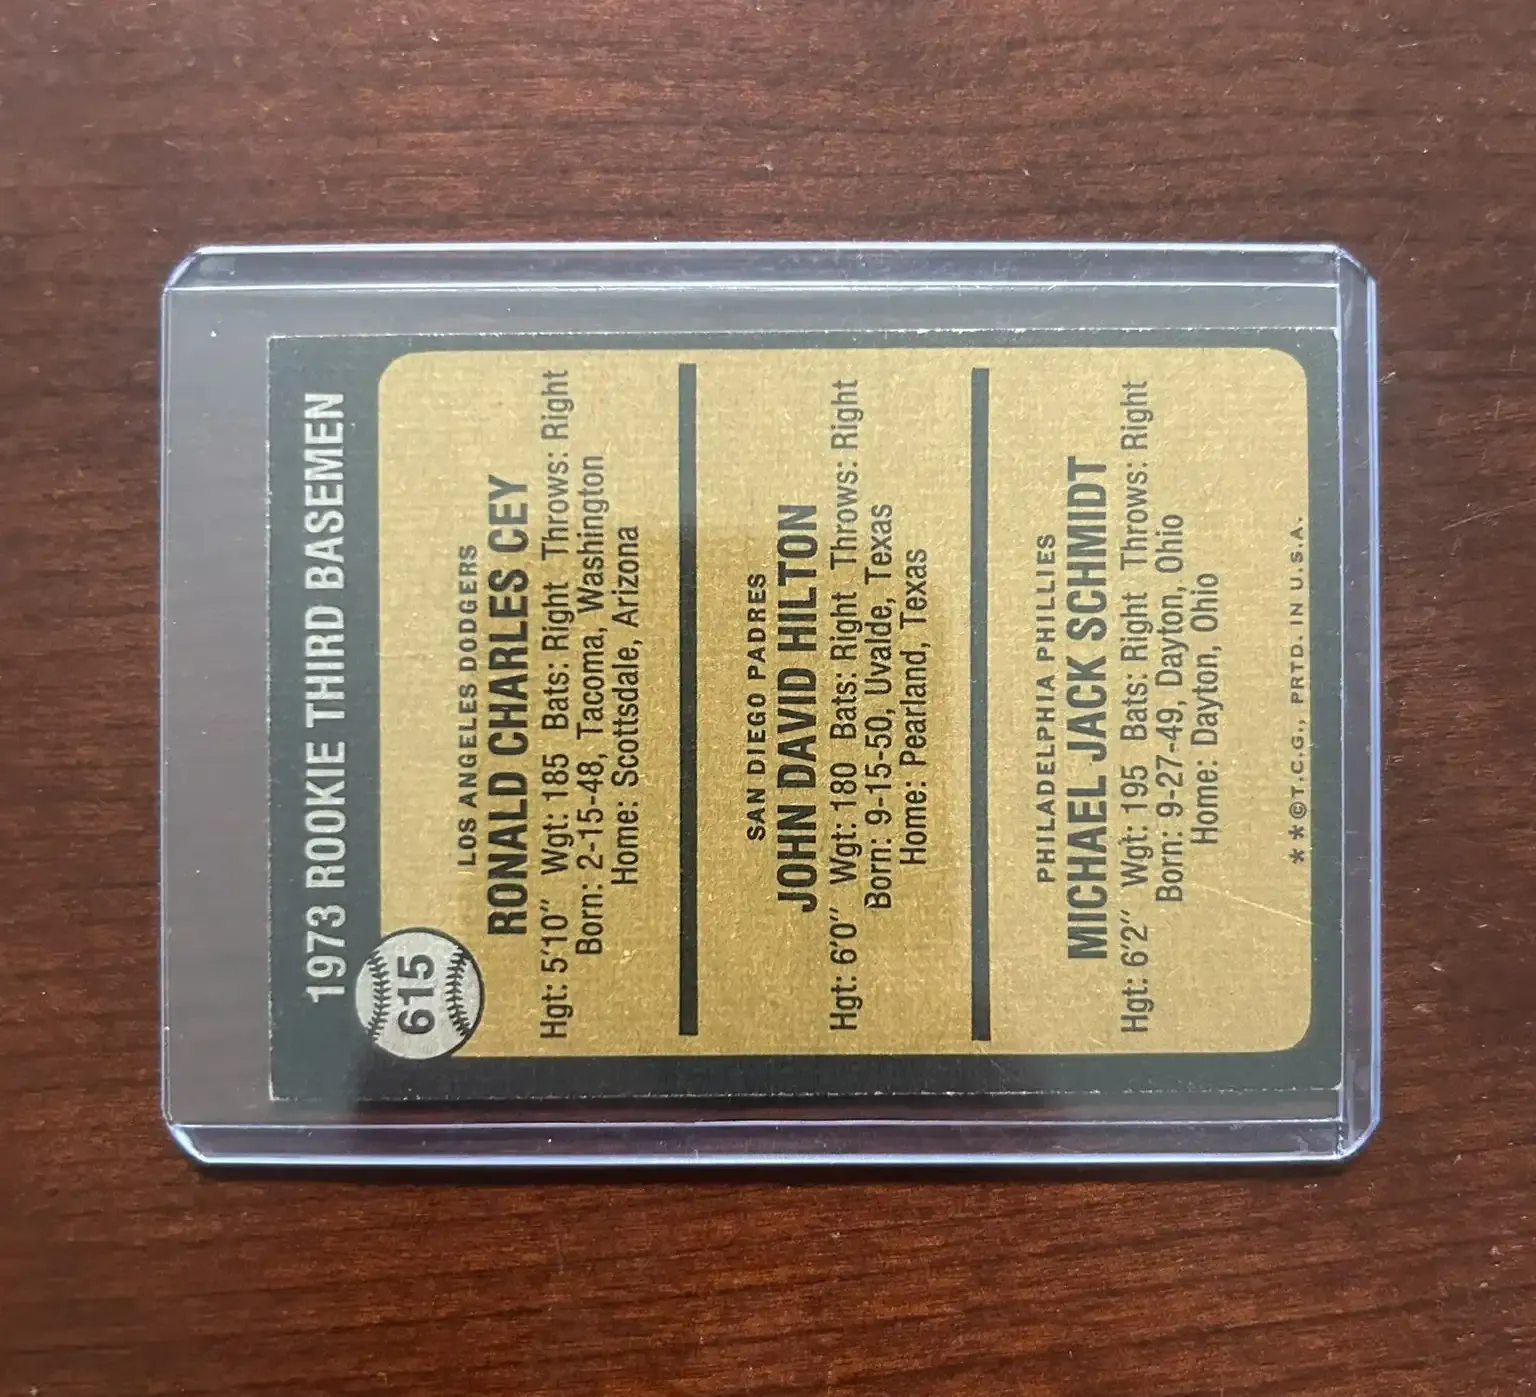 1973 ROOKIE THIRD BASEMEN
615
LOS ANGELES DODGERS
RONALD CHARLES CEY
Hgt: 5'10" Wgt: 185 Bats: Right Throws: Right
Born: 2-15-48, Tacoma, Washington
Home: Scottsdale, Arizona
SAN DIEGO PADRES
JOHN DAVID HILTON
Hgt: 6'0" Wgt: 180 Bats: Right Throws: Right
Born: 9-15-50, Uvalde, Texas
Home: Pearland, Texas
PHILADELPHIA PHILLIES
MICHAEL JACK SCHMIDT
Hgt: 6'2" Wgt: 195 Bats: Right Throws: Right
Born: 9-27-49, Dayton, Ohio
Home: Dayton, Ohio
**©T.C.G., PRTD. IN U.S.A.